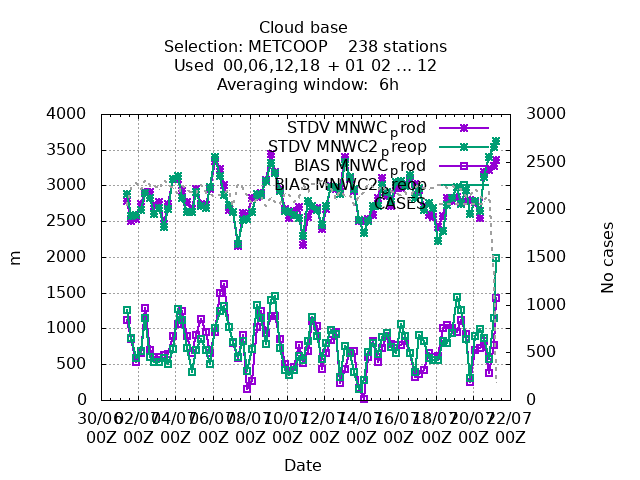 Cloud base
Selection: METCOOP    238 stations
Used  00,06,12,18 + 01 02 ... 12
Averaging window:  6h
4000
3500
3000
2500
2000
1500
1000
500
0
m
3000
2500
2000
1500
1000
500
0
No cases
STDV MNWC_prod
STDV MNWC2_preop
BIAS MNWC_prod
BIAS MNWC2_preop
CASES
30/06 02/07 04/07 06/07 08/07 10/07 12/07 14/07 16/07 18/07 20/07 22/07
00Z 00Z 00Z 00Z 00Z 00Z 00Z 00Z 00Z 00Z 00Z 00Z
Date